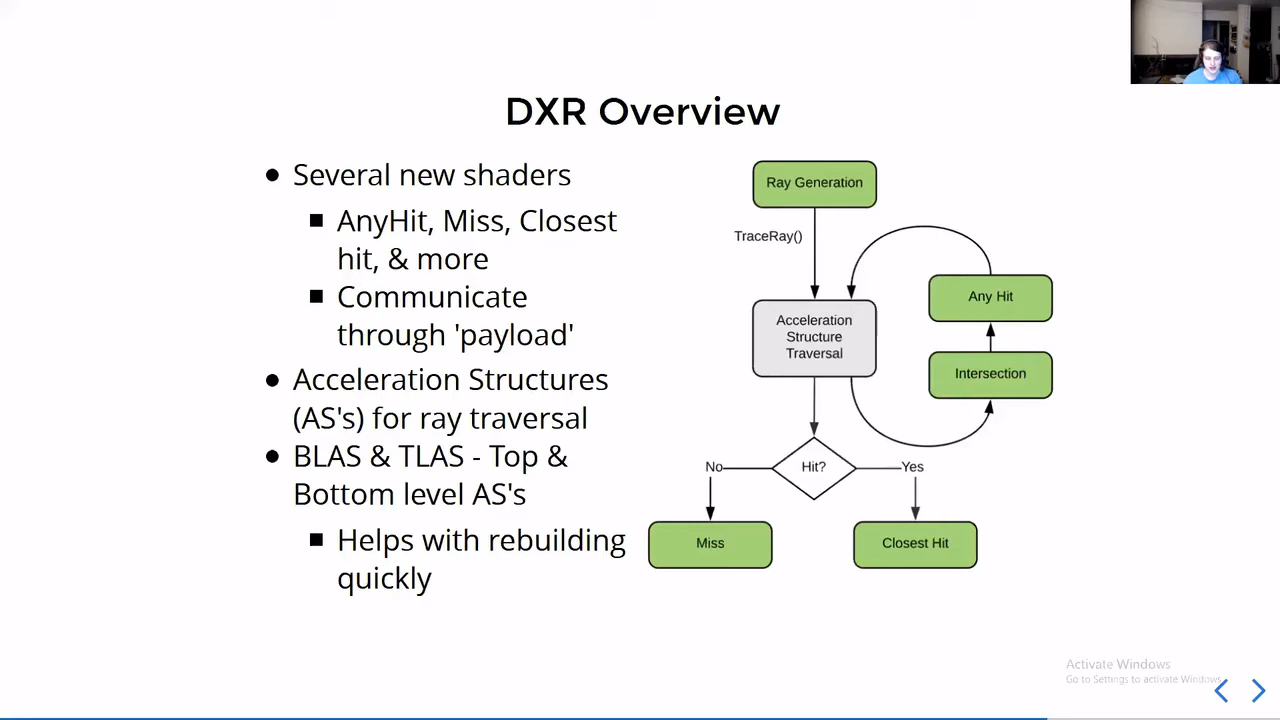 DXR Overview
Several new shaders
AnyHit, Miss, Closest
hit, & more
Communicate
through 'payload'
Acceleration Structures
(AS's) for ray traversal
BLAS & TLAS - Top &
Bottom level AS's
Helps with rebuilding
quickly
Ray Generation
TraceRay()
Any Hit
Acceleration
Structure
Traversal
Intersection
Hit?
No
Yes
Miss
Closest Hit
Activate Windows
Go to Settings to activate Windows.